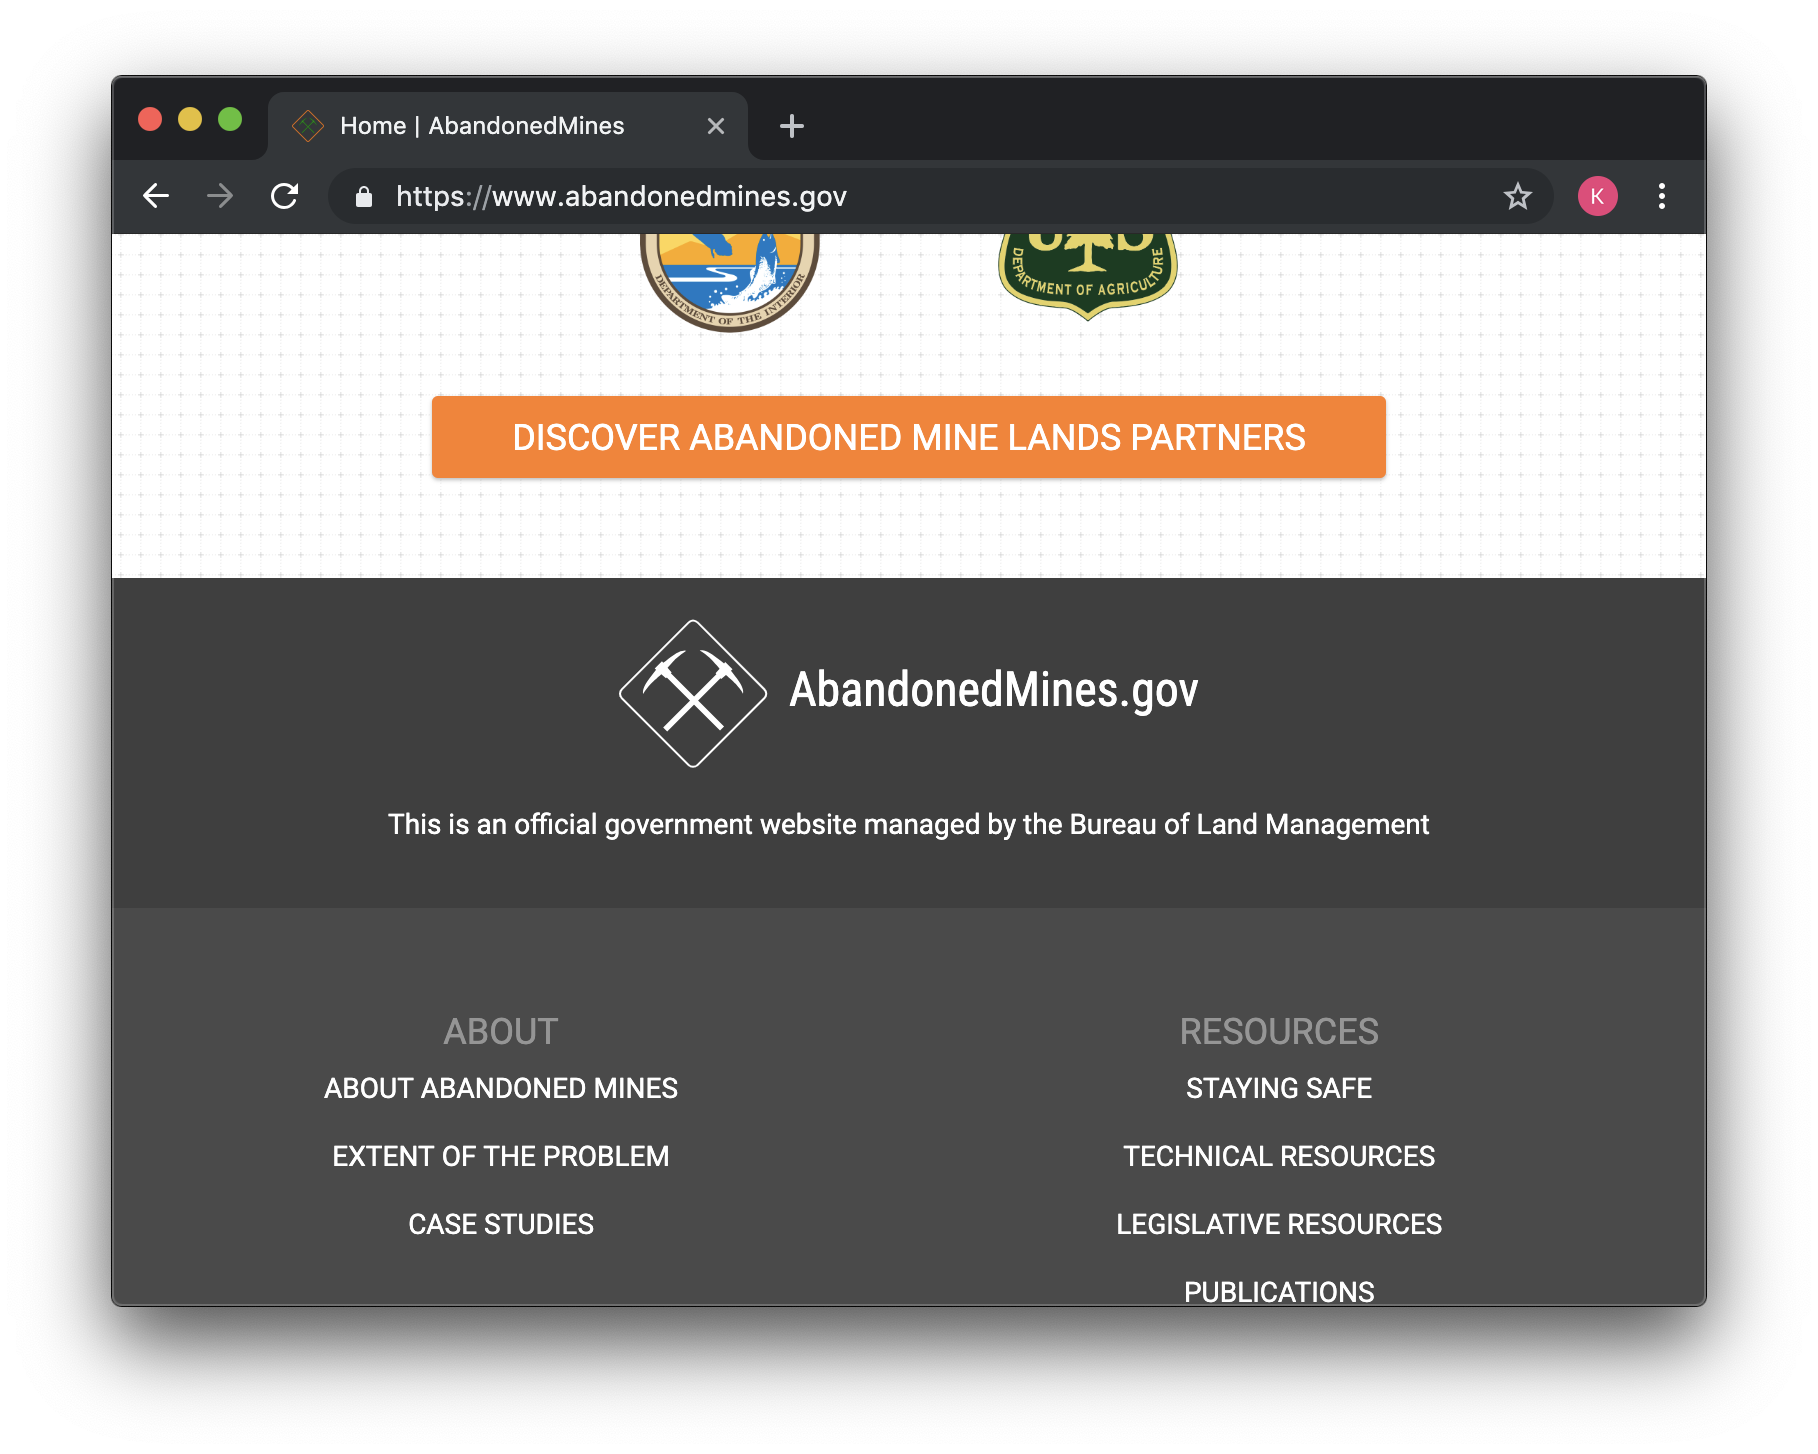 Home | AbandonedMines
https://www.abandonedmines.gov
K
DEPARTMENT OF THE INTERIOR
DEPARTMENT OF AGRICULTURE
DISCOVER ABANDONED MINE LANDS PARTNERS
AbandonedMines.gov
This is an official government website managed by the Bureau of Land Management
ABOUT
ABOUT ABANDONED MINES
EXTENT OF THE PROBLEM
CASE STUDIES
RESOURCES
STAYING SAFE
TECHNICAL RESOURCES
LEGISLATIVE RESOURCES
PUBLICATIONS